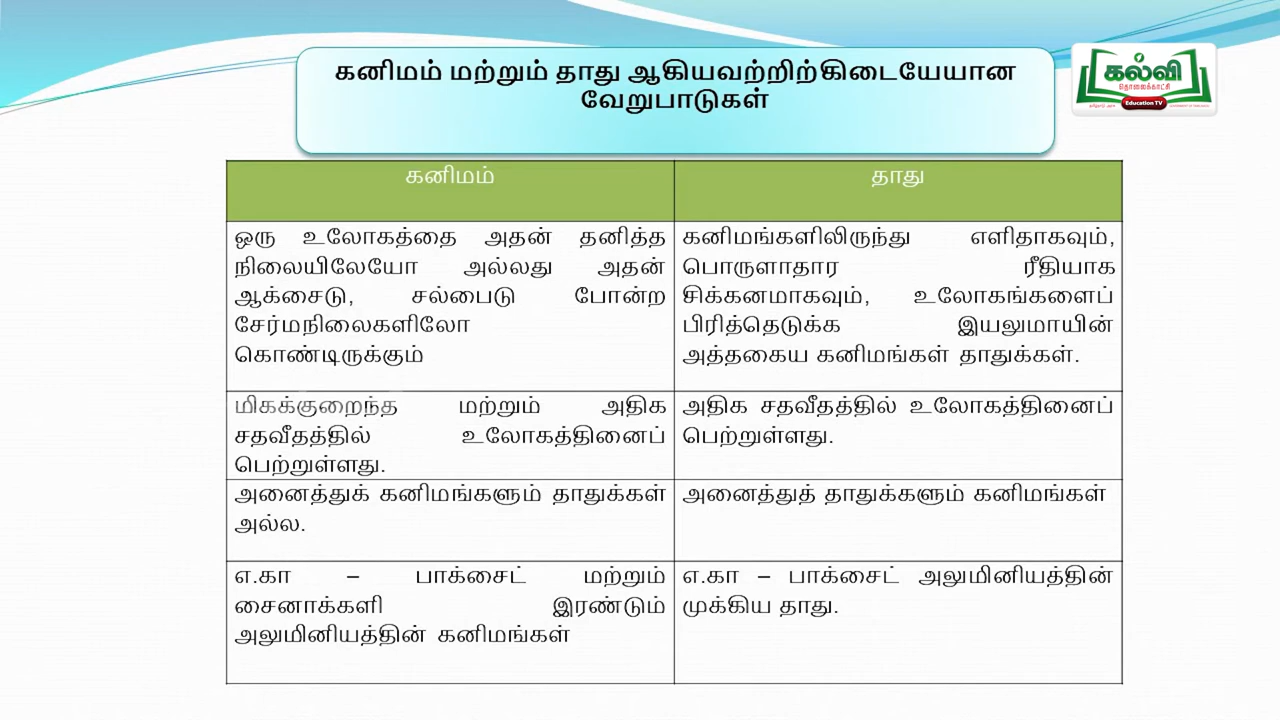 கனிமம் மற்றும் தாது ஆகியவற்றிற்கிடையேயான
வேறுபாடுகள்
கல்வி
தொலைக்காட்சி
Education TV
கனிமம்
தாது
ஒரு உலோகத்தை அதன் தனித்த
நிலையிலேயோ அல்லது அதன்
ஆக்சைடு, சல்பைடு போன்ற
சேர்மநிலைகளிலோ
கொண்டிருக்கும்
கனிமங்களிலிருந்து எளிதாகவும்,
பொருளாதார ரீதியாக
சிக்கனமாகவும், உலோகங்களைப்
பிரித்தெடுக்க இயலுமாயின்
அத்தகைய கனிமங்கள் தாதுக்கள்.
மிகக்குறைந்த மற்றும் அதிக
சதவீதத்தில் உலோகத்தினைப்
பெற்றுள்ளது.
அதிக சதவீதத்தில் உலோகத்தினைப்
பெற்றுள்ளது.
அனைத்துக் கனிமங்களும் தாதுக்கள்
அல்ல.
அனைத்துத் தாதுக்களும் கனிமங்கள்
எ.கா – பாக்சைட் மற்றும்
சைனாக்களி இரண்டும்
அலுமினியத்தின் கனிமங்கள்
எ.கா – பாக்சைட் அலுமினியத்தின்
முக்கிய தாது.